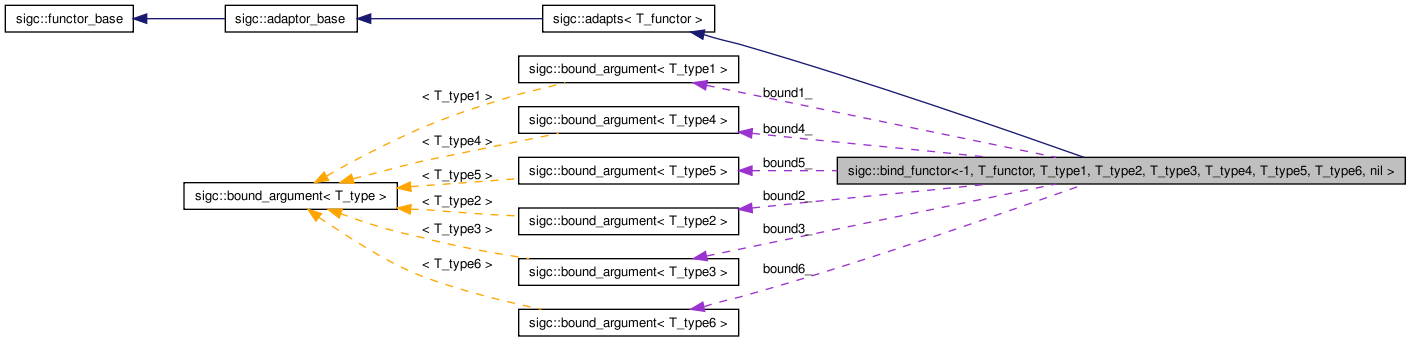 sigc::functor_base
sigc::adaptor_base
sigc::adapts< T_functor >
sigc::bound_argument< T_type1 >
< T_type1 >
bound1_
sigc::bound_argument< T_type4 >
bound4_
< T_type4 >
sigc::bound_argument< T_type5 >
bound5_
sigc::bind_functor<-1, T_functor, T_type1, T_type2, T_type3, T_type4, T_type5, T_type6, nil >
< T_type5 >
sigc::bound_argument< T_type >
< T_type2 >
bound2_
sigc::bound_argument< T_type2 >
< T_type3 >
bound3_
sigc::bound_argument< T_type3 >
< T_type6 >
bound6_
sigc::bound_argument< T_type6 >